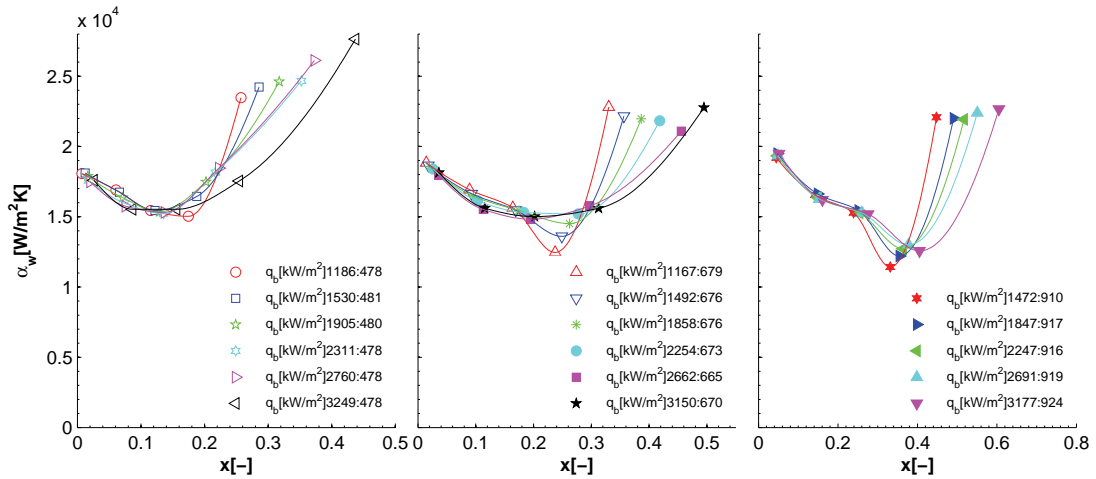 x 10⁴
2.5
2
1.5
1
0.5
0
α_w[W/m²K]
0
0.1
0.2
0.3
0.4
0.5
x[–]
q_b[kW/m²]1186:478
q_b[kW/m²]1530:481
q_b[kW/m²]1905:480
q_b[kW/m²]2311:478
q_b[kW/m²]2760:478
q_b[kW/m²]3249:478
0
0.1
0.2
0.3
0.4
0.5
x[–]
q_b[kW/m²]1167:679
q_b[kW/m²]1492:676
q_b[kW/m²]1858:676
q_b[kW/m²]2254:673
q_b[kW/m²]2662:665
q_b[kW/m²]3150:670
0
0.2
0.4
0.6
0.8
x[–]
q_b[kW/m²]1472:910
q_b[kW/m²]1847:917
q_b[kW/m²]2247:916
q_b[kW/m²]2691:919
q_b[kW/m²]3177:924